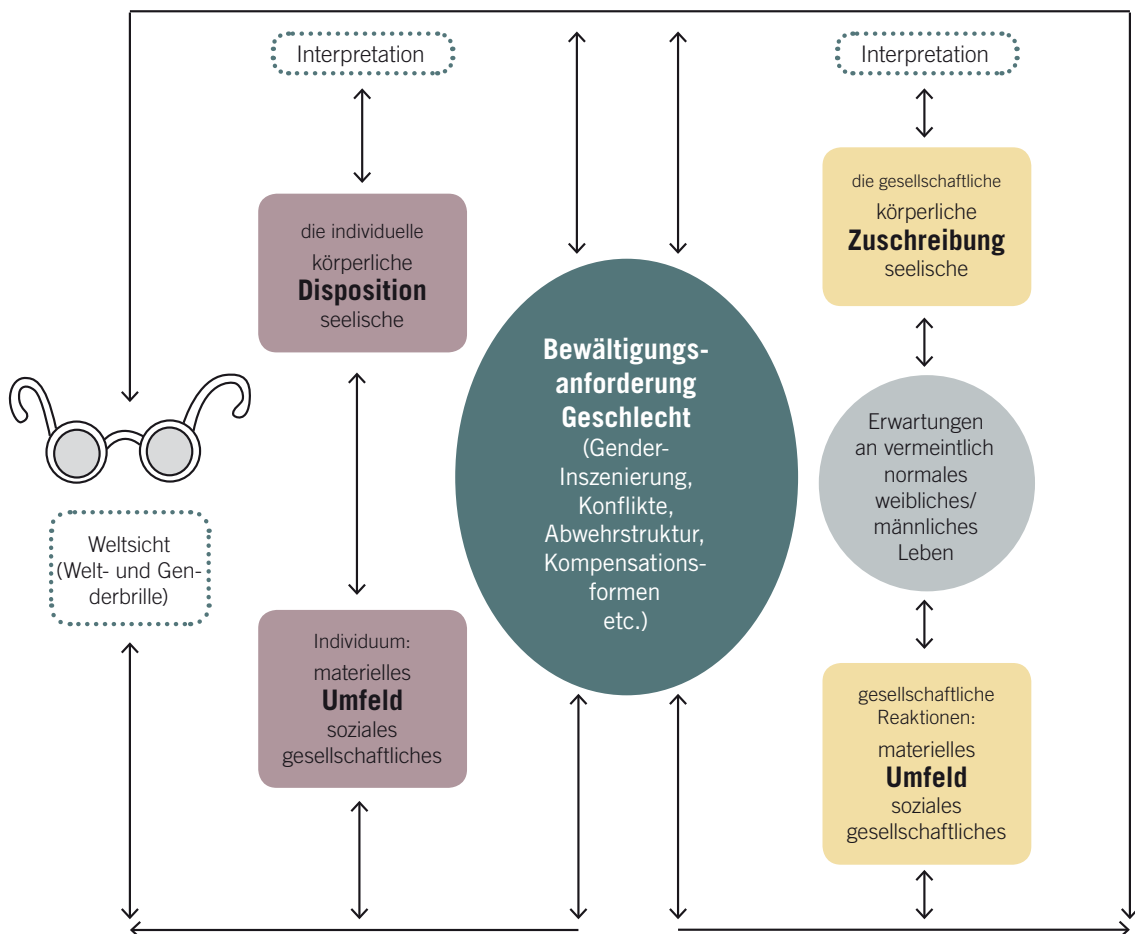 Interpretation
die individuelle
körperliche
Disposition
seelische
Weltsicht
(Welt- und Gen-
derbrille)
Individuum:
materielles
Umfeld
soziales
gesellschaftliches
Bewältigungs-
anforderung
Geschlecht
(Gender-
Inszenierung,
Konflikte,
Abwehrstruktur,
Kompensations-
formen
etc.)
Interpretation
die gesellschaftliche
körperliche
Zuschreibung
seelische
Erwartungen
an vermeintlich
normales
weibliches/
männliches
Leben
gesellschaftliche
Reaktionen:
materielles
Umfeld
soziales
gesellschaftliches